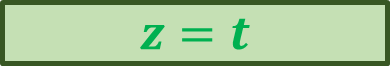 z = t